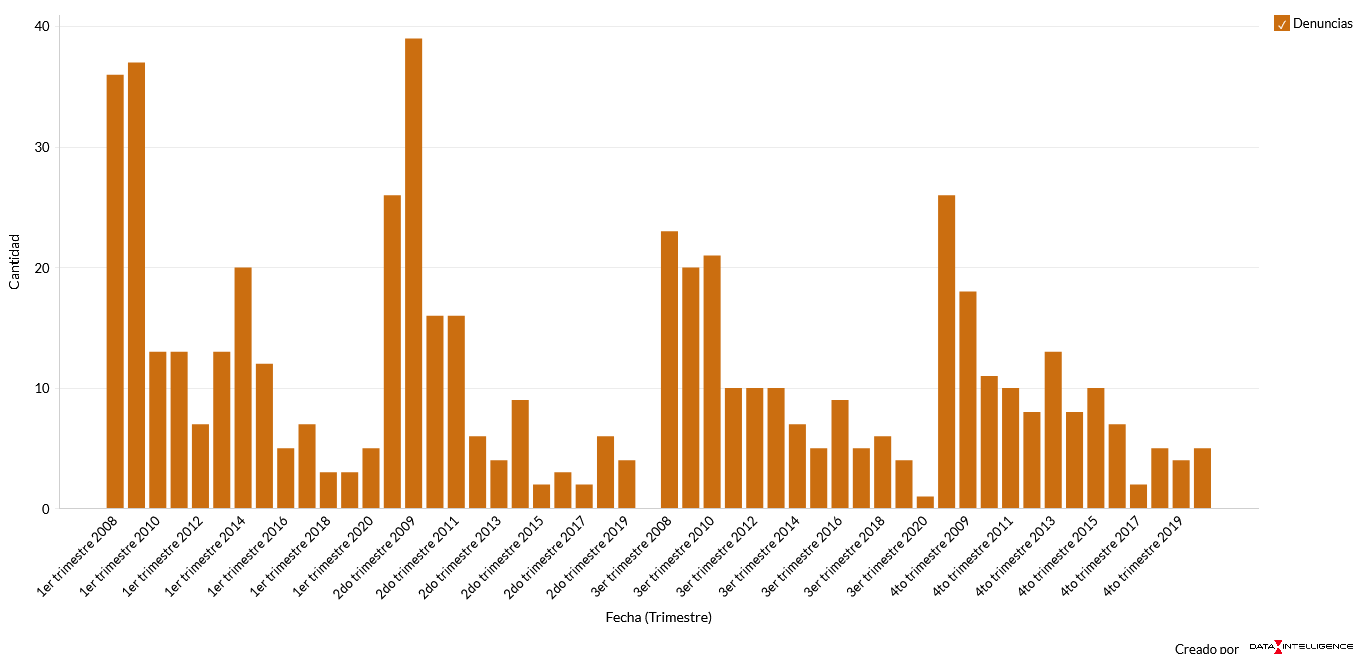 Denuncias
40
30
20
10
0
Cantidad
1er trimestre 2008
1er trimestre 2010
1er trimestre 2012
1er trimestre 2014
1er trimestre 2016
1er trimestre 2018
1er trimestre 2020
2do trimestre 2009
2do trimestre 2011
2do trimestre 2013
2do trimestre 2015
2do trimestre 2017
2do trimestre 2019
3er trimestre 2008
3er trimestre 2010
3er trimestre 2012
3er trimestre 2014
3er trimestre 2016
3er trimestre 2018
3er trimestre 2020
4to trimestre 2009
4to trimestre 2011
4to trimestre 2013
4to trimestre 2015
4to trimestre 2017
4to trimestre 2019
Fecha (Trimestre)
Creado por DATA INTELLIGENCE